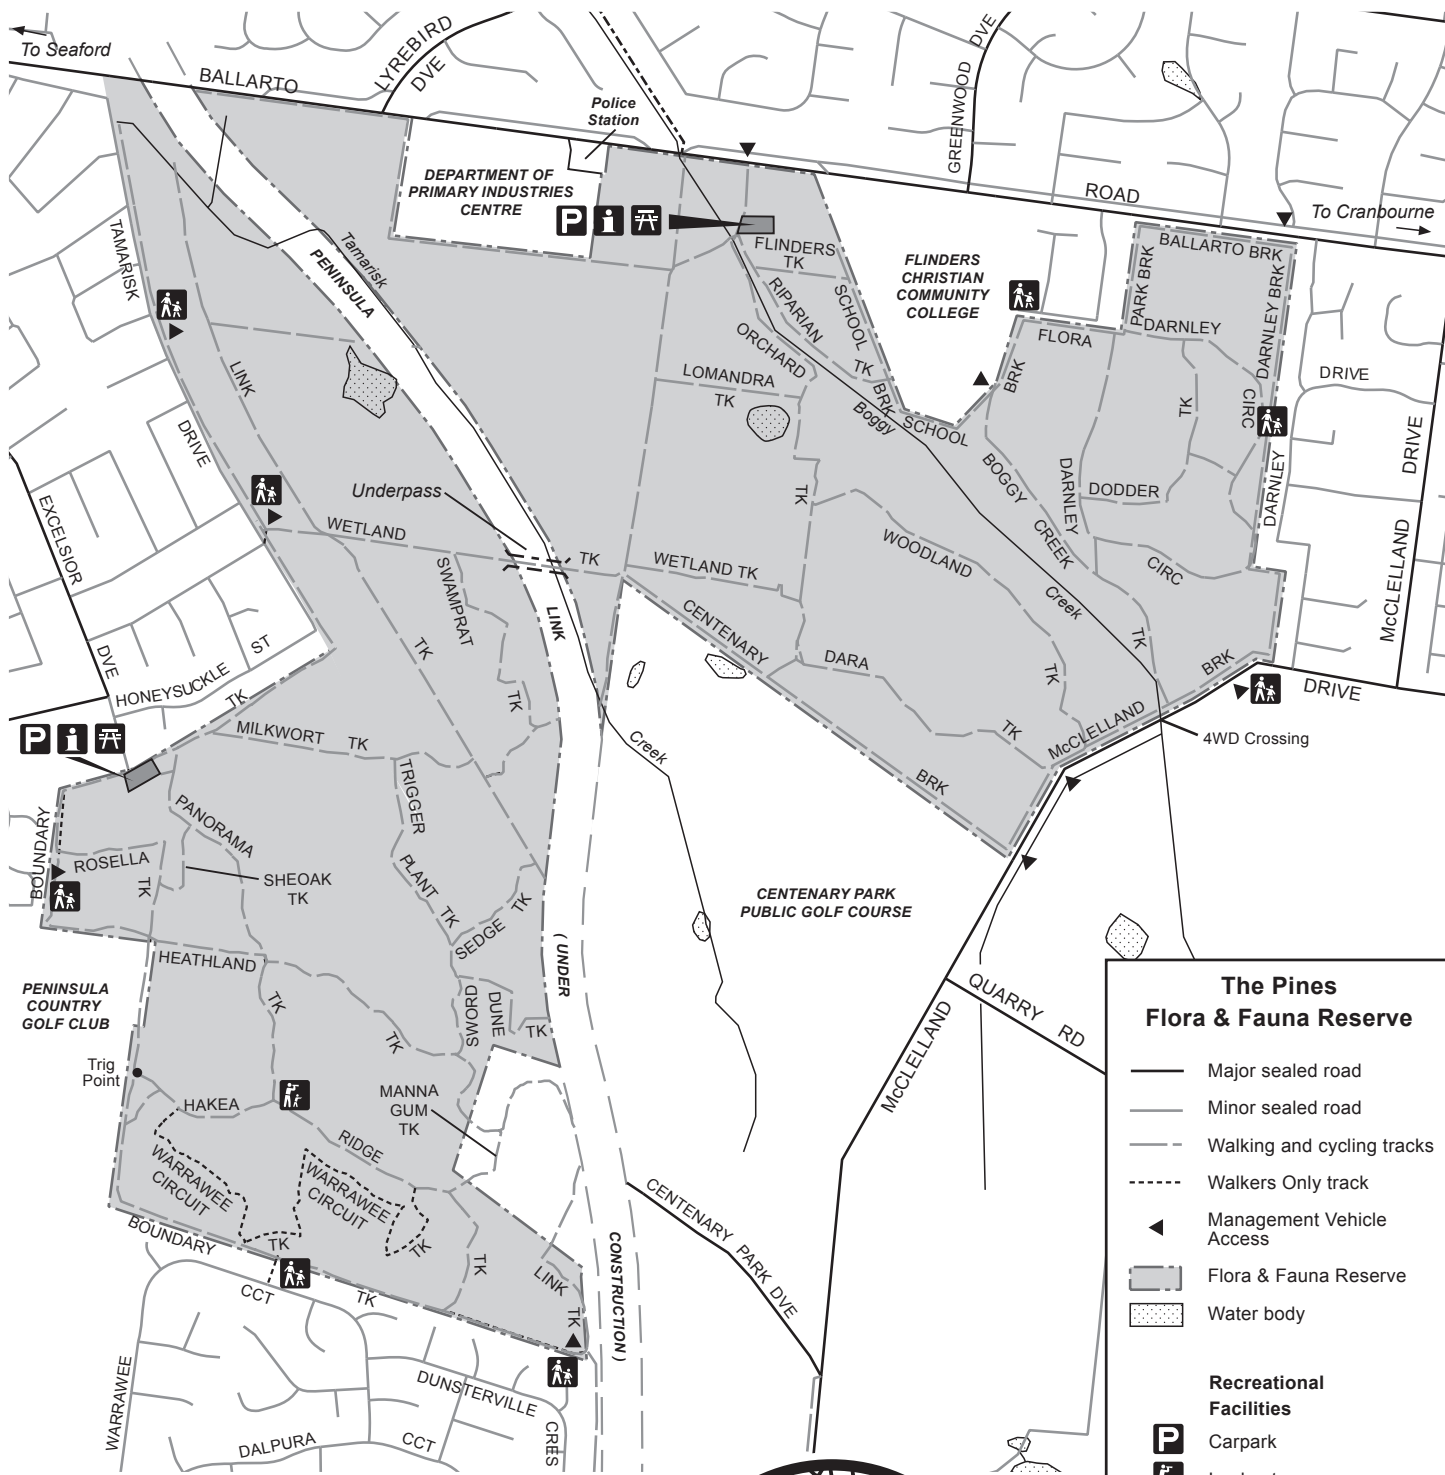 To Seaford
BALLARTO
LYREBIRD
DVE
GREENWOOD DVE
Police
Station
DEPARTMENT OF
PRIMARY INDUSTRIES
CENTRE
ROAD
To Cranbourne
P
TAMARISK
Tamarisk
PENINSULA
FLINDERS
TK
FLINDERS
CHRISTIAN
COMMUNITY
COLLEGE
BALLARTO BRK
PARK BRK
DARNLEY BRK
RIPARIAN
SCHOOL
TK
BRK
ORCHARD
FLORA
DARNLEY
BRK
LINK
LOMANDRA
TK
TK
CIRC
DRIVE
Boggy
SCHOOL
DRIVE
DRIVE
EXCELSIOR
Underpass
BOGGY
DARNLEY
DODDER
DARNLEY
TK
WETLAND
TK
WETLAND TK
WOODLAND
CREEK
CIRC
McCLELLAND
SWAMPRAT
LINK
CENTENARY
Creek
TK
DVE
HONEYSUCKLE ST
TK
TK
DARA
TK
BRK
DRIVE
TK
P
MILKWORT TK
Creek
TK
McCLELLAND
4WD Crossing
BRK
TRIGGER
BOUNDARY
PANORAMA
ROSELLA
TK
SHEOAK
TK
PLANT
TK
TK
SEDGE
CENTENARY PARK
PUBLIC GOLF COURSE
HEATHLAND
( UNDER
PENINSULA
COUNTRY
GOLF CLUB
TK
TK
SWORD
DUNE
TK
QUARRY RD
McCLELLAND
Trig
Point
HAKEA
MANNA
GUM
TK
RIDGE
WARRAWEE
CIRCUIT
WARRAWEE
CIRCUIT
CENTENARY PARK DVE
BOUNDARY
TK
TK
TK
LINK
TK
CONSTRUCTION )
CCT
TK
WARRAWEE
DUNSTERVILLE
CRES
DALPURA
CCT
The Pines
Flora & Fauna Reserve
Major sealed road
Minor sealed road
Walking and cycling tracks
Walkers Only track
Management Vehicle
Access
Flora & Fauna Reserve
Water body
Recreational
Facilities
P Carpark